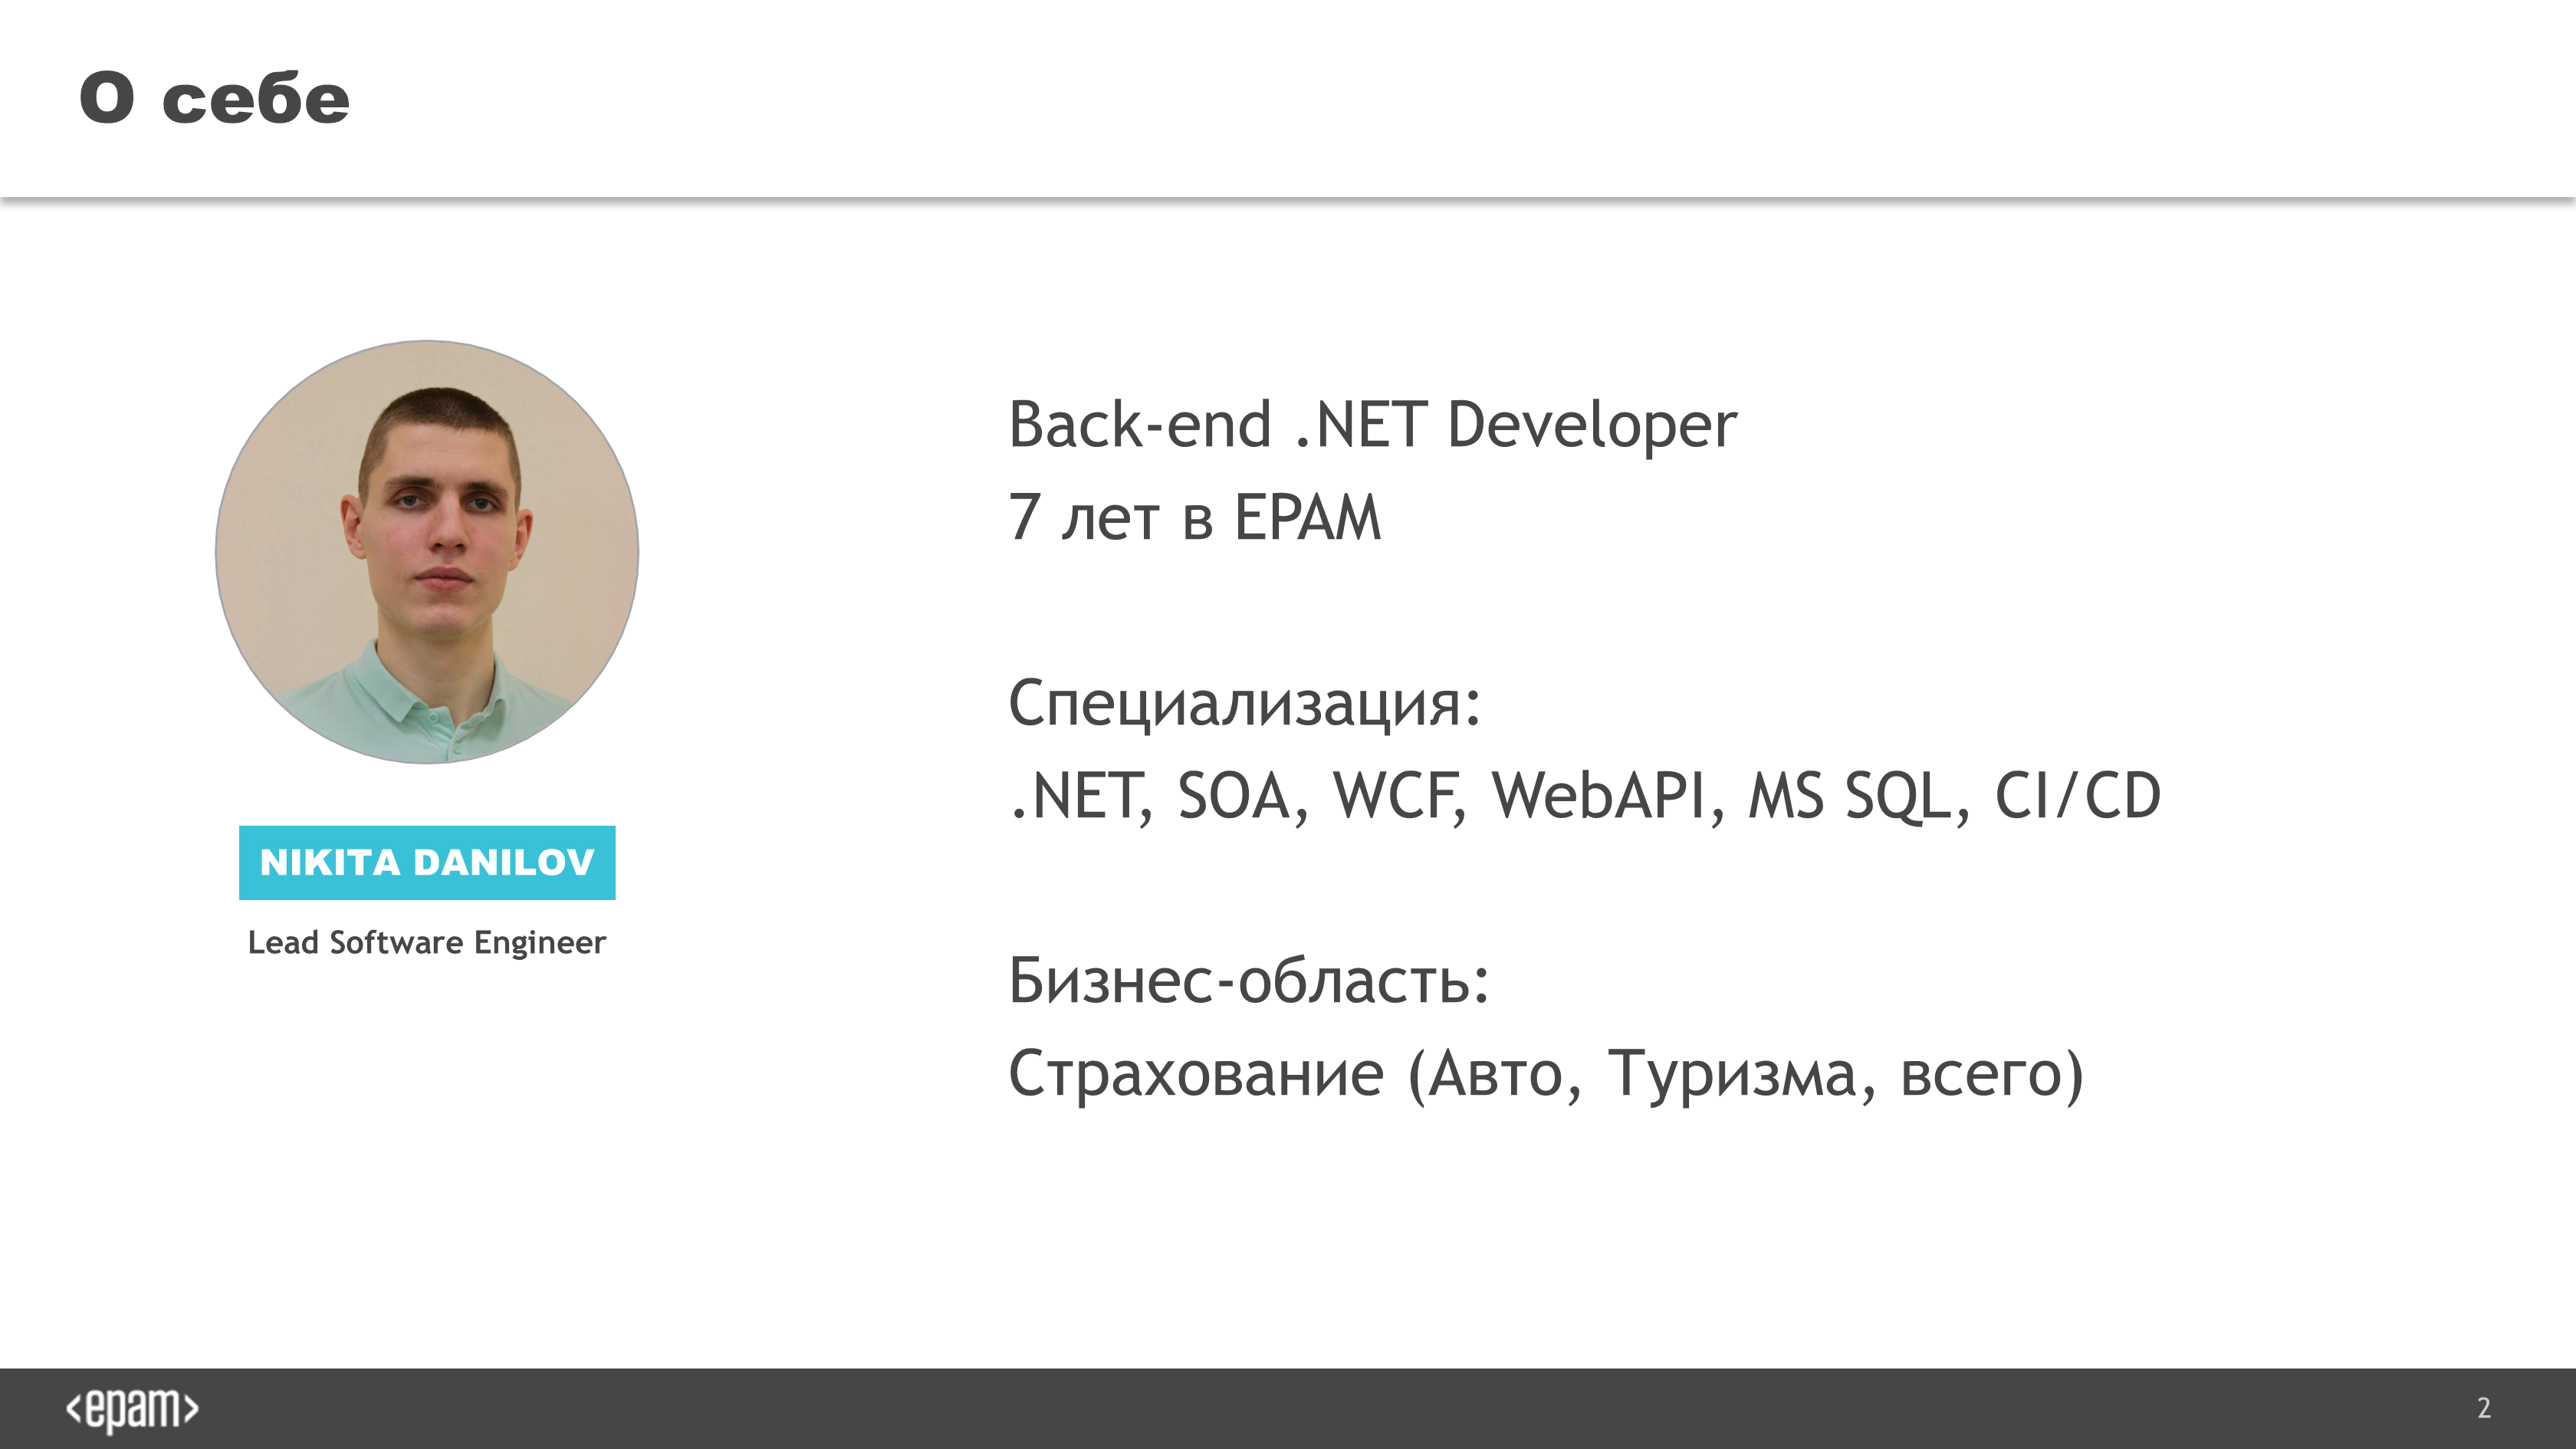 О себе
NIKITA DANILOV
Lead Software Engineer
Back-end .NET Developer
7 лет в EPAM
Специализация:
.NET, SOA, WCF, WebAPI, MS SQL, CI/CD
Бизнес-область:
Страхование (Авто, Туризма, всего)
<epam>
2